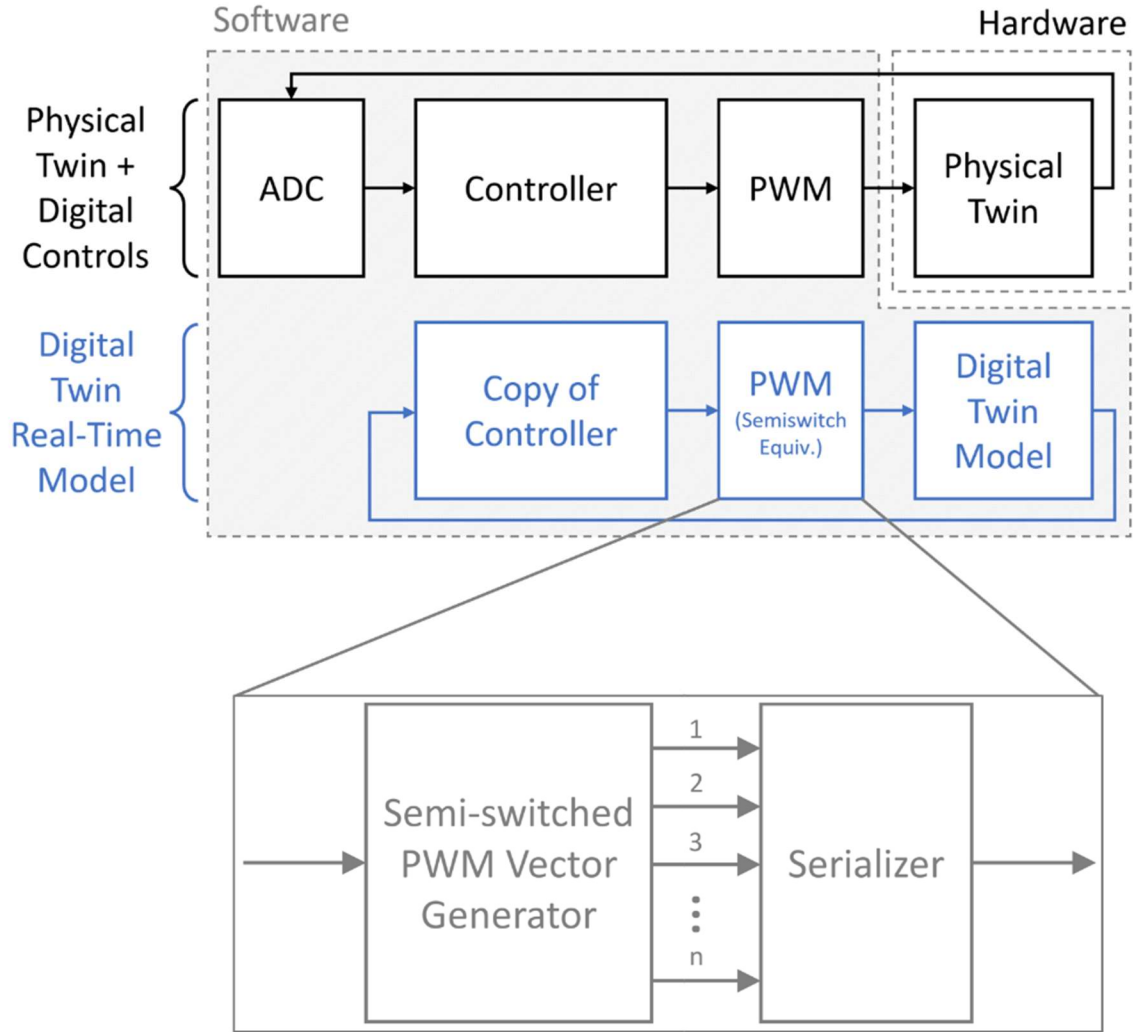 Software
Hardware
Physical
Twin +
Digital
Controls
ADC
Controller
PWM
Physical
Twin
Digital
Twin
Real-Time
Model
Copy of
Controller
PWM
(Semiswitch
Equiv.)
Digital
Twin
Model
Semi-switched
PWM Vector
Generator
1
2
3
n
Serializer